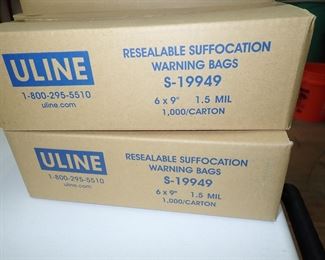 ULINE
1-800-295-5510
uline.com
RESEALABLE SUFFOCATION
WARNING BAGS
S-19949
6 x 9" 1.5 MIL
1,000/CARTON
ULINE
1-800-295-5510
uline.com
RESEALABLE SUFFOCATION
WARNING BAGS
S-19949
6 x 9" 1.5 MIL
1,000/CARTON